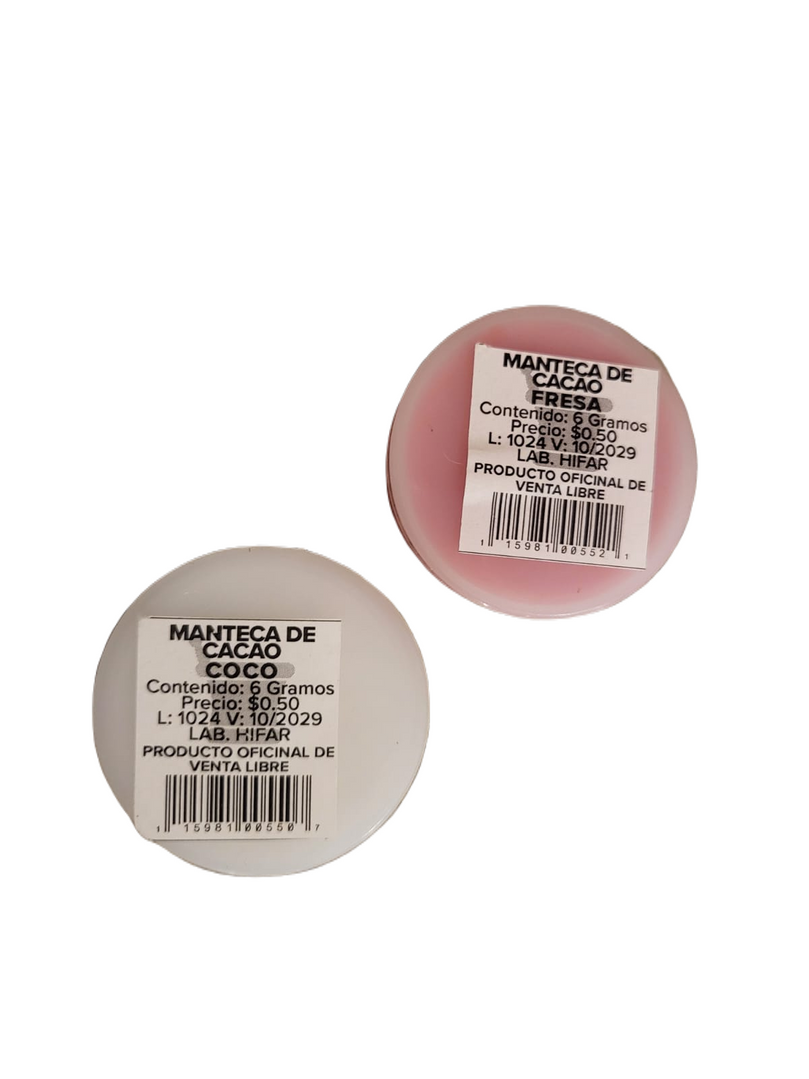 MANTECA DE
CACAO
FRESA
Contenido: 6 Gramos
Precio: $0.50
L: 1024 V: 10/2029
LAB. HIFAR
PRODUCTO OFICINAL DE
VENTA LIBRE
1 15981 00552 1
MANTECA DE
CACAO
COCO
Contenido: 6 Gramos
Precio: $0.50
L: 1024 V: 10/2029
LAB. HIFAR
PRODUCTO OFICINAL DE
VENTA LIBRE
1 15981 00550 7